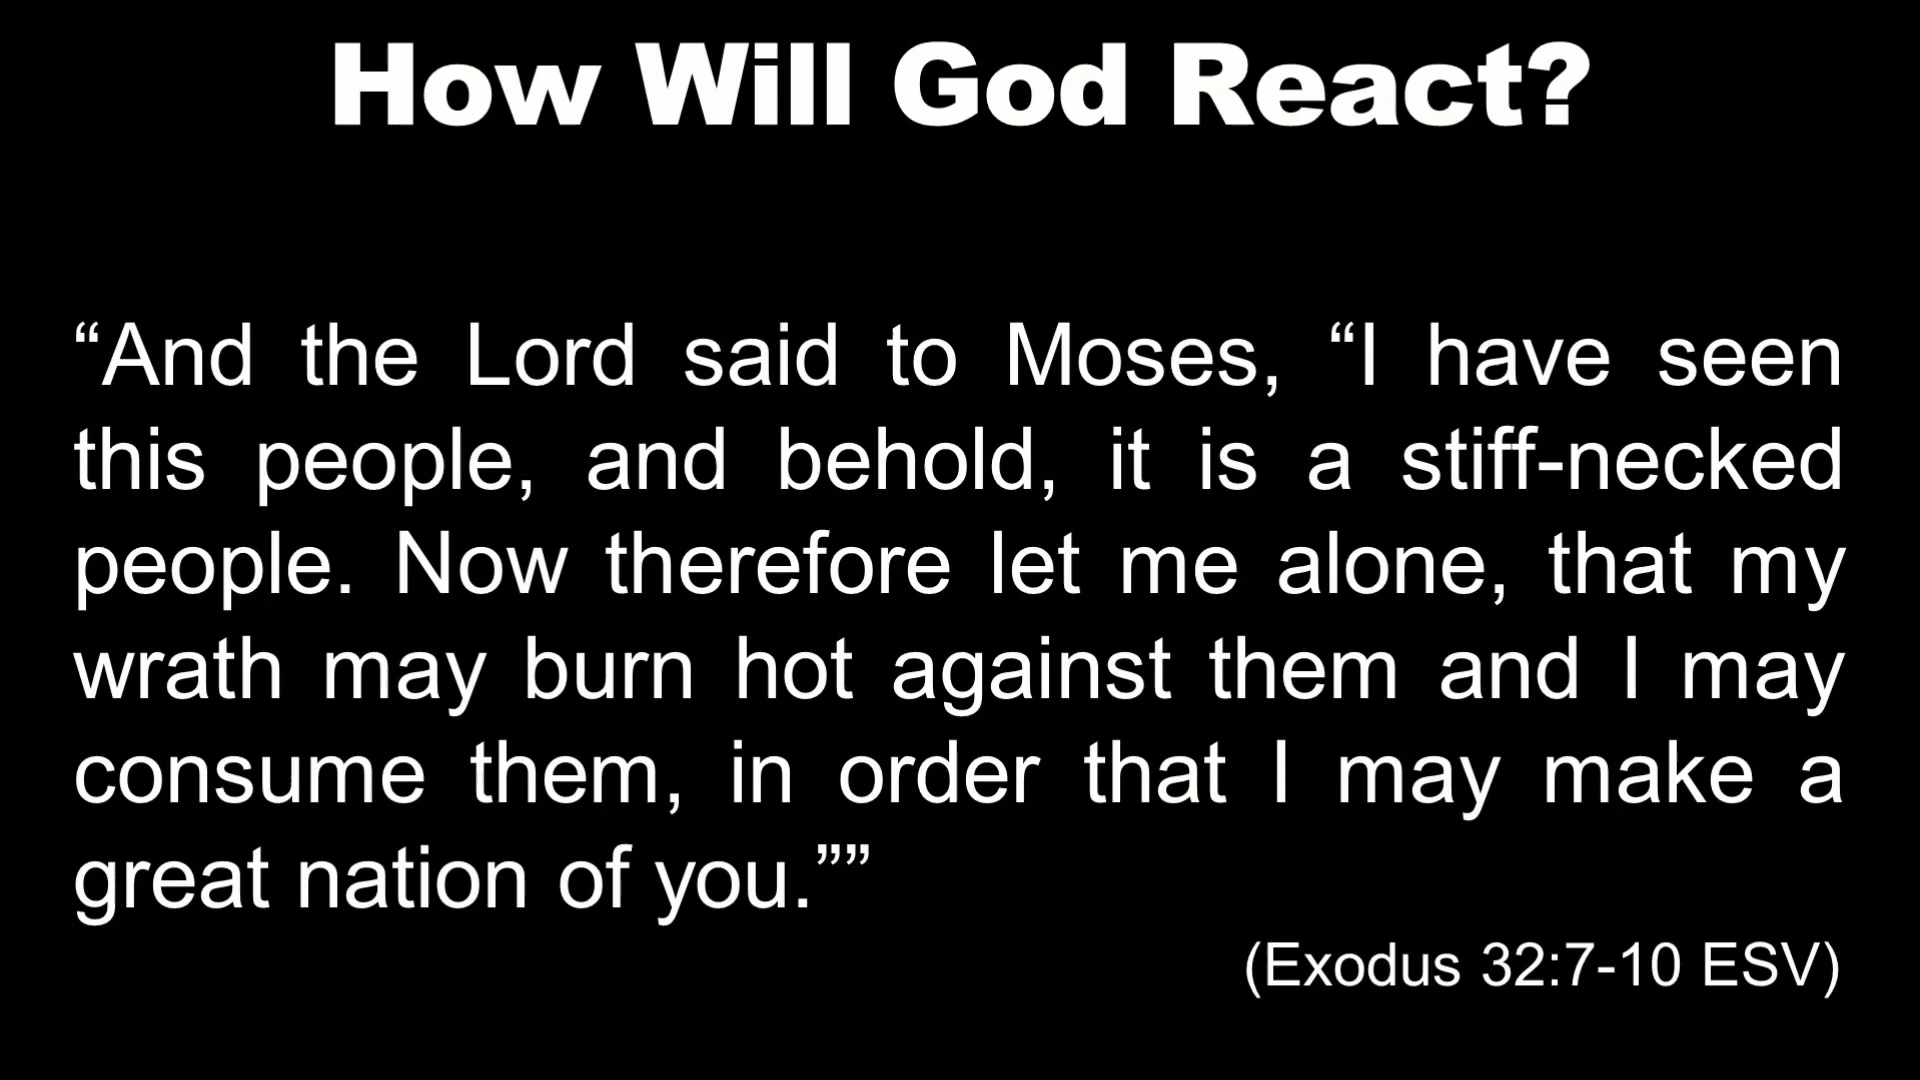 How Will God React?
“And the Lord said to Moses, “I have seen
this people, and behold, it is a stiff-necked
people. Now therefore let me alone, that my
wrath may burn hot against them and I may
consume them, in order that I may make a
great nation of you.””
(Exodus 32:7-10 ESV)